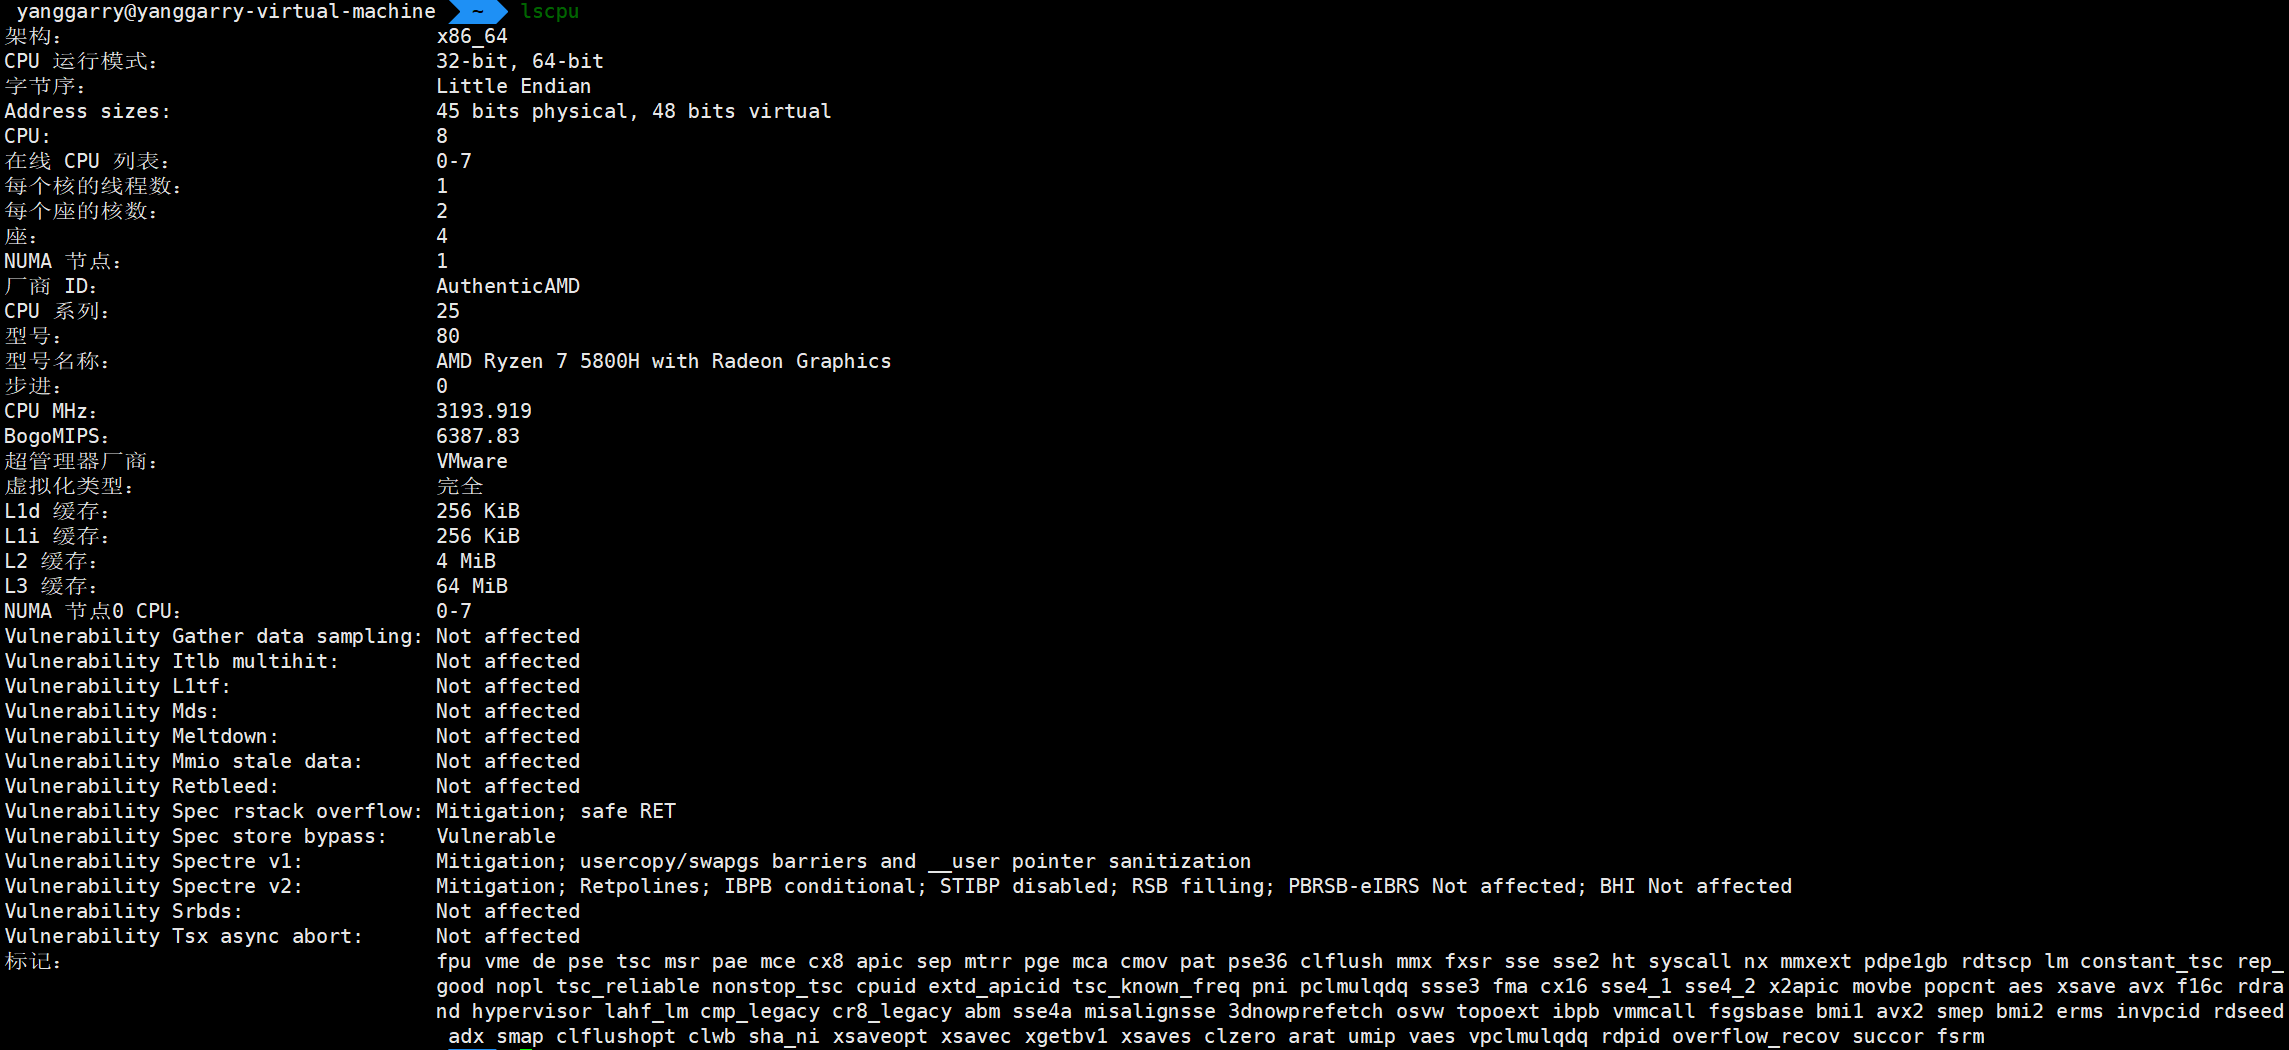 yanggarry@yanggarry-virtual-machine ~ lscpu
架构： x86_64
CPU 运行模式： 32-bit, 64-bit
字节序： Little Endian
Address sizes: 45 bits physical, 48 bits virtual
CPU: 8
在线 CPU 列表： 0-7
每个核的线程数： 1
每个座的核数： 2
座： 4
NUMA 节点： 1
厂商 ID： AuthenticAMD
CPU 系列： 25
型号： 80
型号名称： AMD Ryzen 7 5800H with Radeon Graphics
步进： 0
CPU MHz： 3193.919
BogoMIPS： 6387.83
超管理器厂商： VMware
虚拟化类型： 完全
L1d 缓存： 256 KiB
L1i 缓存： 256 KiB
L2 缓存： 4 MiB
L3 缓存： 64 MiB
NUMA 节点0 CPU： 0-7
Vulnerability Gather data sampling: Not affected
Vulnerability Itlb multihit: Not affected
Vulnerability L1tf: Not affected
Vulnerability Mds: Not affected
Vulnerability Meltdown: Not affected
Vulnerability Mmio stale data: Not affected
Vulnerability Retbleed: Not affected
Vulnerability Spec rstack overflow: Mitigation; safe RET
Vulnerability Spec store bypass: Vulnerable
Vulnerability Spectre v1: Mitigation; usercopy/swapgs barriers and __user pointer sanitization
Vulnerability Spectre v2: Mitigation; Retpolines; IBPB conditional; STIBP disabled; RSB filling; PBRSB-eIBRS Not affected; BHI Not affected
Vulnerability Srbds: Not affected
Vulnerability Tsx async abort: Not affected
标记： fpu vme de pse tsc msr pae mce cx8 apic sep mtrr pge mca cmov pat pse36 clflush mmx fxsr sse sse2 ht syscall nx mmxext pdpe1gb rdtscp lm constant_tsc rep_
good nopl tsc_reliable nonstop_tsc cpuid extd_apicid tsc_known_freq pni pclmulqdq ssse3 fma cx16 sse4_1 sse4_2 x2apic movbe popcnt aes xsave avx f16c rdra
nd hypervisor lahf_lm cmp_legacy cr8_legacy abm sse4a misalignsse 3dnowprefetch osvw topoext ibpb vmmcall fsgsbase bmi1 avx2 smep bmi2 erms invpcid rdseed
adx smap clflushopt clwb sha_ni xsaveopt xsavec xgetbv1 xsaves clzero arat umip vaes vpclmulqdq rdpid overflow_recov succor fsrm